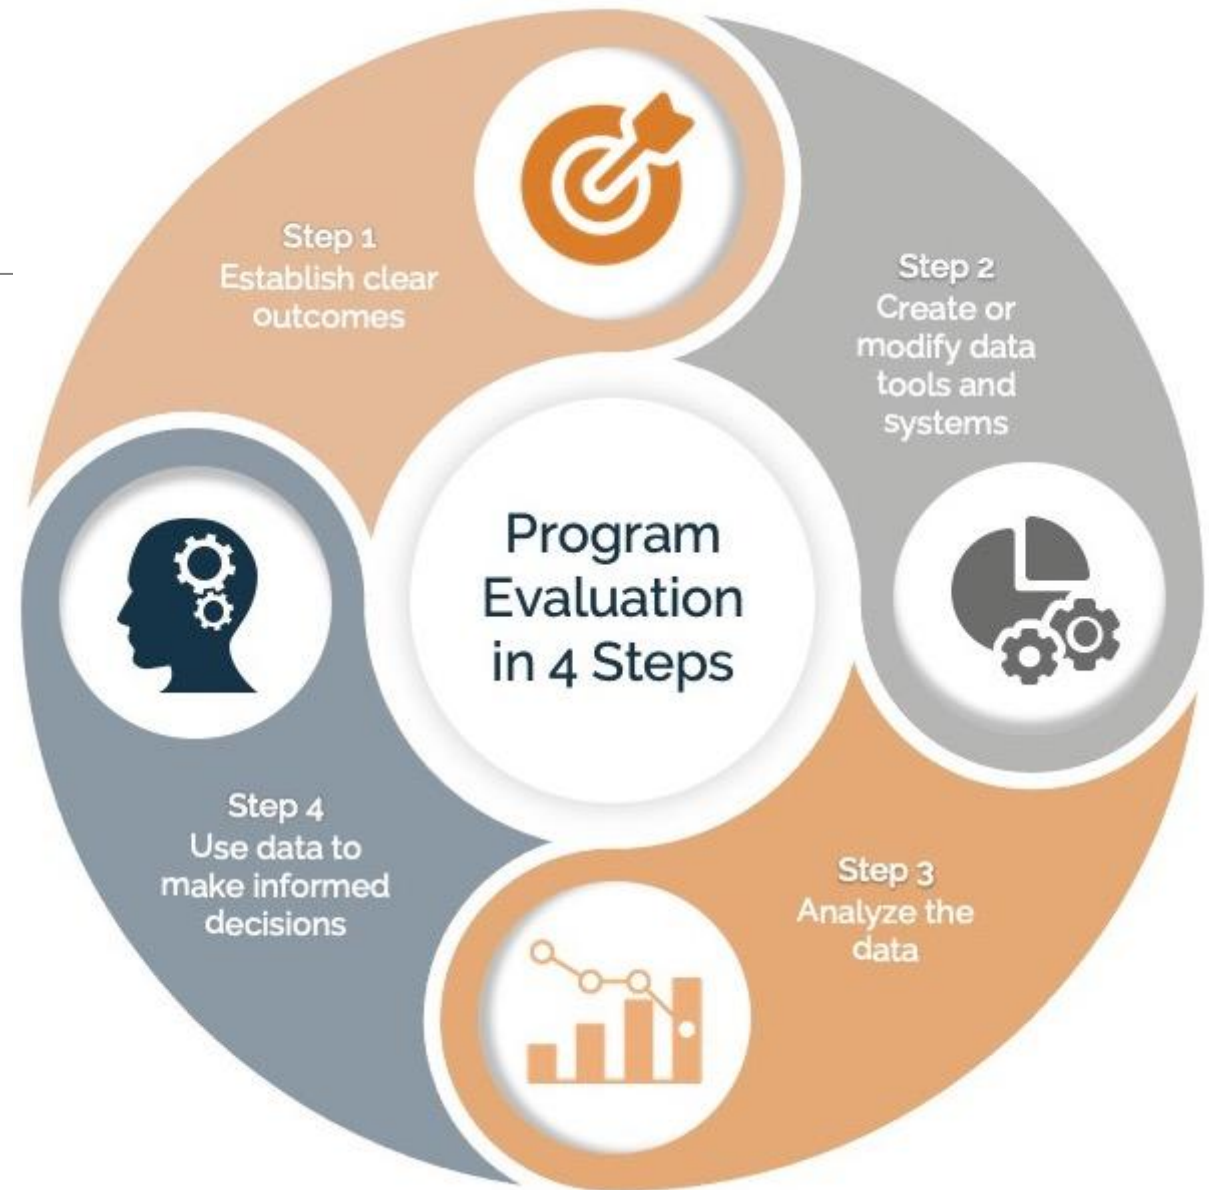 Program
Evaluation
in 4 Steps
Step 1
Establish clear
outcomes
Step 2
Create or
modify data
tools and
systems
Step 3
Analyze the
data
Step 4
Use data to
make informed
decisions